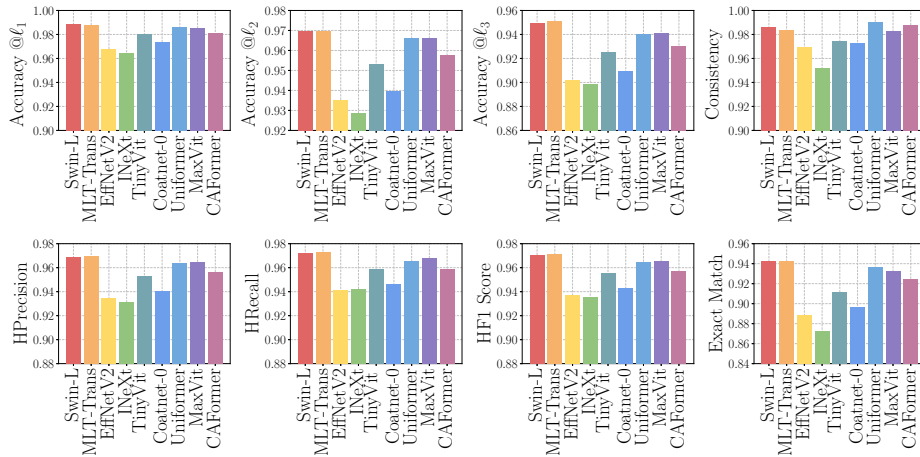 Accuracy @ℓ1
1.00
0.98
0.96
0.94
0.92
0.90
Swin-L
MLT-Trans
EffNetV2
INeXt
TinyVit
Coatnet-0
Uniformer
MaxVit
CAFormer
Accuracy @ℓ2
0.98
0.97
0.96
0.95
0.94
0.93
0.92
Swin-L
MLT-Trans
EffNetV2
INeXt
TinyVit
Coatnet-0
Uniformer
MaxVit
CAFormer
Accuracy @ℓ3
0.96
0.94
0.92
0.90
0.88
0.86
Swin-L
MLT-Trans
EffNetV2
INeXt
TinyVit
Coatnet-0
Uniformer
MaxVit
CAFormer
Consistency
1.00
0.98
0.96
0.94
0.92
0.90
Swin-L
MLT-Trans
EffNetV2
INeXt
TinyVit
Coatnet-0
Uniformer
MaxVit
CAFormer
HPrecision
0.98
0.96
0.94
0.92
0.90
0.88
Swin-L
MLT-Trans
EffNetV2
INeXt
TinyVit
Coatnet-0
Uniformer
MaxVit
CAFormer
HRecall
0.98
0.96
0.94
0.92
0.90
0.88
Swin-L
MLT-Trans
EffNetV2
INeXt
TinyVit
Coatnet-0
Uniformer
MaxVit
CAFormer
HF1 Score
0.98
0.96
0.94
0.92
0.90
0.88
Swin-L
MLT-Trans
EffNetV2
INeXt
TinyVit
Coatnet-0
Uniformer
MaxVit
CAFormer
Exact Match
0.96
0.94
0.92
0.90
0.88
0.86
0.84
Swin-L
MLT-Trans
EffNetV2
INeXt
TinyVit
Coatnet-0
Uniformer
MaxVit
CAFormer